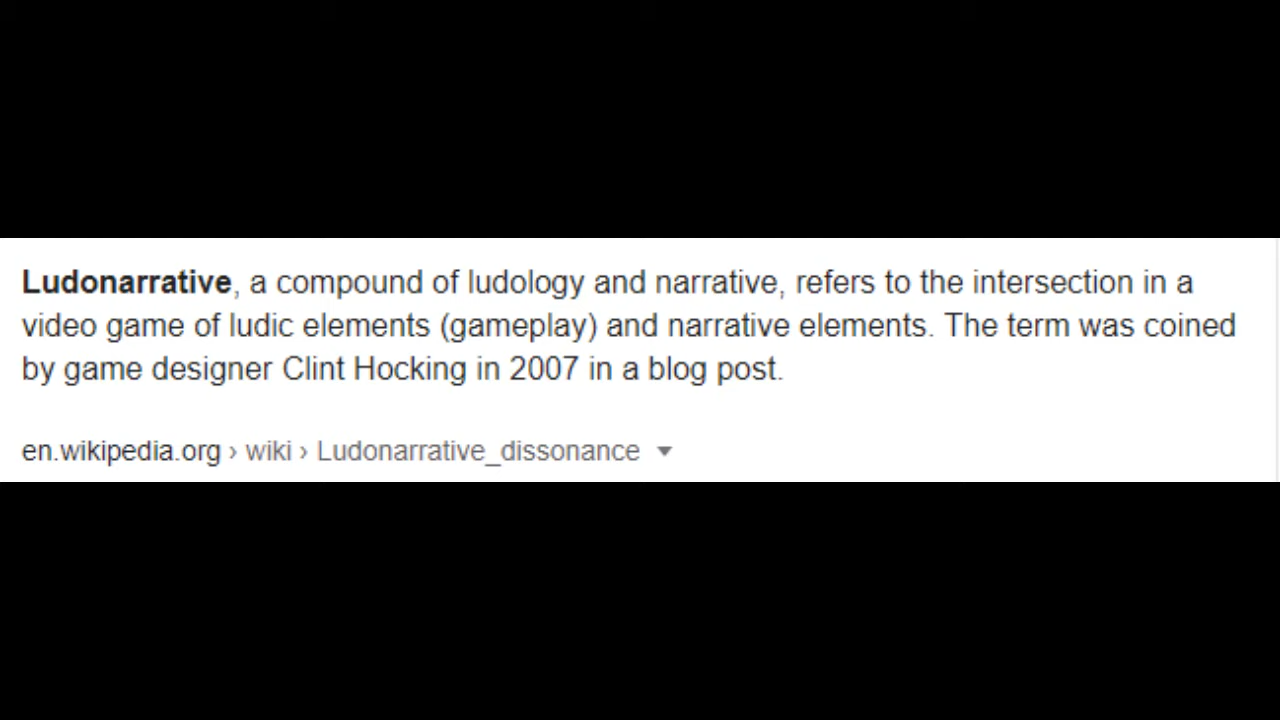 Ludonarrative, a compound of ludology and narrative, refers to the intersection in a
video game of ludic elements (gameplay) and narrative elements. The term was coined
by game designer Clint Hocking in 2007 in a blog post.
en.wikipedia.org › wiki › Ludonarrative_dissonance